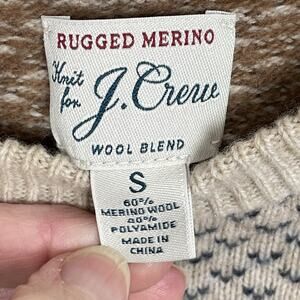 RUGGED MERINO
Knit
for J.Crew
WOOL BLEND
S
60%
MERINO WOOL
40%
POLYAMIDE
MADE IN
CHINA